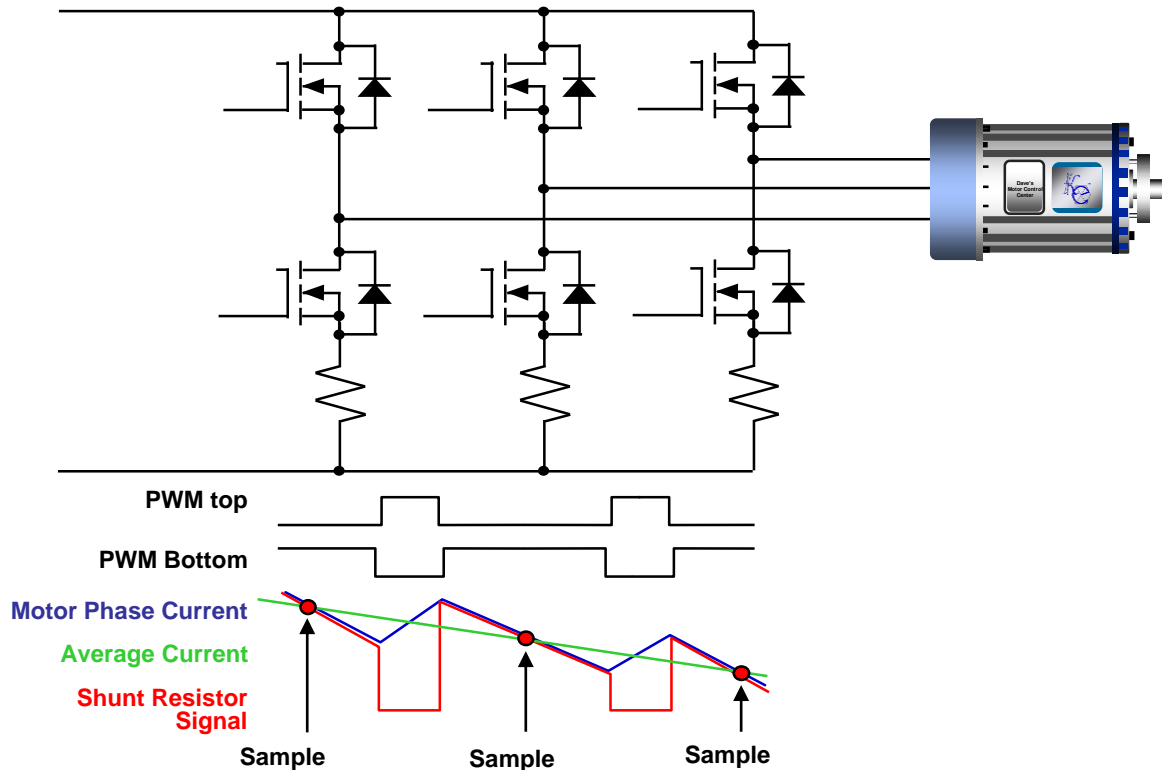 Dave's
Motor Control
Center
PWM top
PWM Bottom
Motor Phase Current
Average Current
Shunt Resistor
Signal
Sample
Sample
Sample